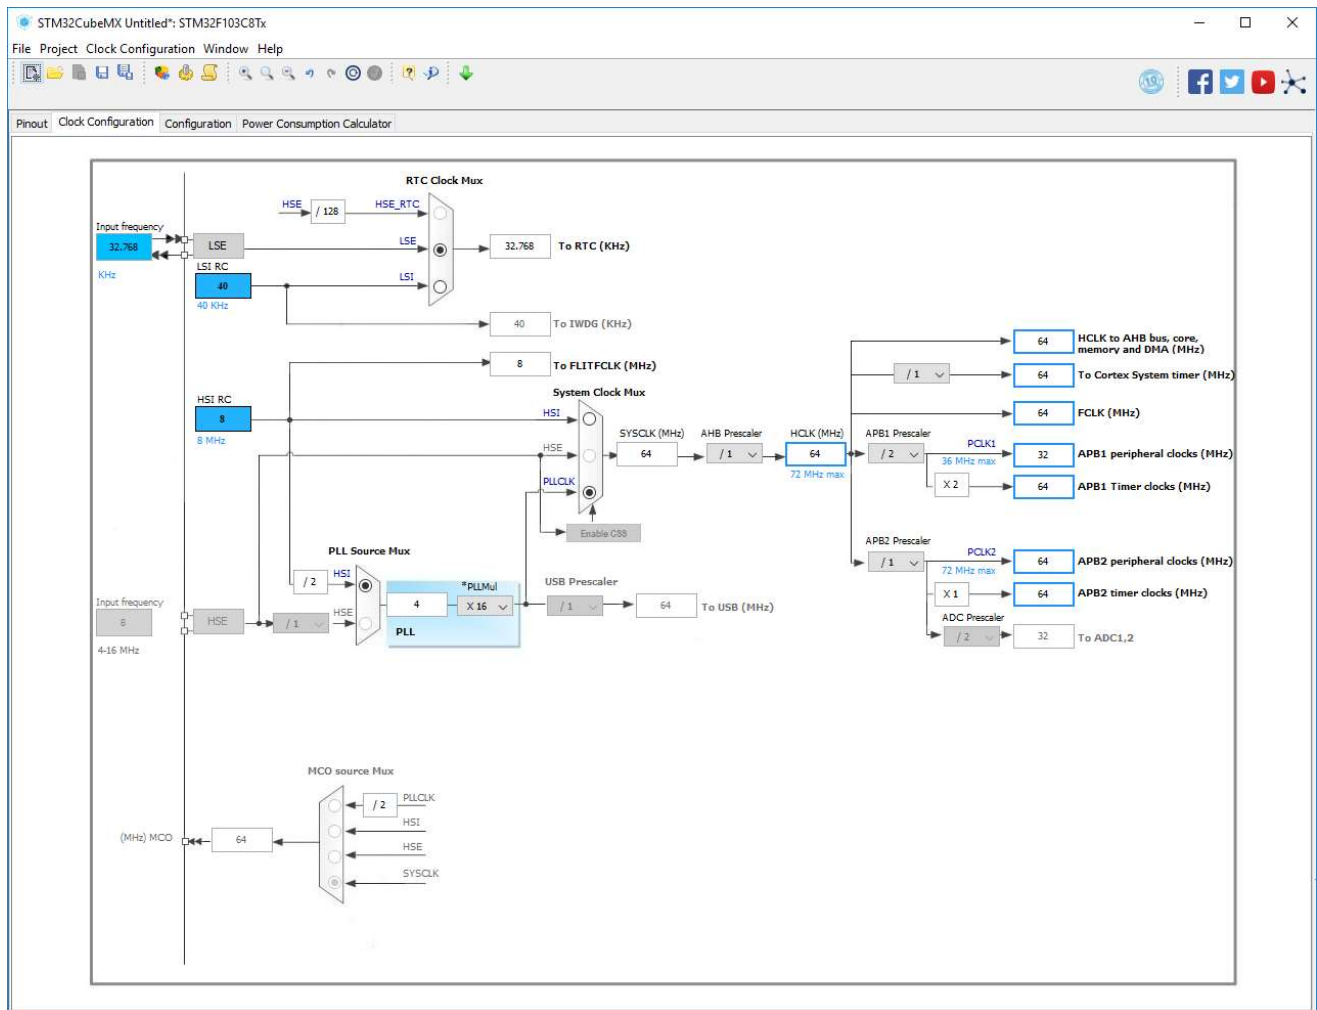 STM32CubeMX Untitled*: STM32F103C8Tx
File Project Clock Configuration Window Help
19
Pinout Clock Configuration Configuration Power Consumption Calculator
RTC Clock Mux
HSE / 128 HSE_RTC
Input frequency
32.768 LSE LSE 32.768 To RTC (KHz)
KHz
LSI RC
40 LSI
40 KHz
40 To IWDG (KHz)
8 To FLITFCLK (MHz)
64 HCLK to AHB bus, core,
memory and DMA (MHz)
/ 1 64 To Cortex System timer (MHz)
System Clock Mux
HSI RC
8 HSI
8 MHz
64 FCLK (MHz)
SYSCLK (MHz) AHB Prescaler HCLK (MHz) APB1 Prescaler
HSE 64 / 1 64 / 2 PCLK1 32 APB1 peripheral clocks (MHz)
72 MHz max 36 MHz max
PLLCLK X 2 64 APB1 Timer clocks (MHz)
Enable CSS
APB2 Prescaler
PLL Source Mux
/ 1 PCLK2 64 APB2 peripheral clocks (MHz)
72 MHz max
/ 2 HSI *PLLMul USB Prescaler
X 1 64 APB2 timer clocks (MHz)
Input frequency
4 X 16 / 1 64 To USB (MHz)
8 HSE / 1 HSE
PLL
ADC Prescaler
/ 2 32 To ADC1,2
4-16 MHz
MCO source Mux
/ 2 PLLCLK
HSI
(MHz) MCO 64
HSE
SYSCLK